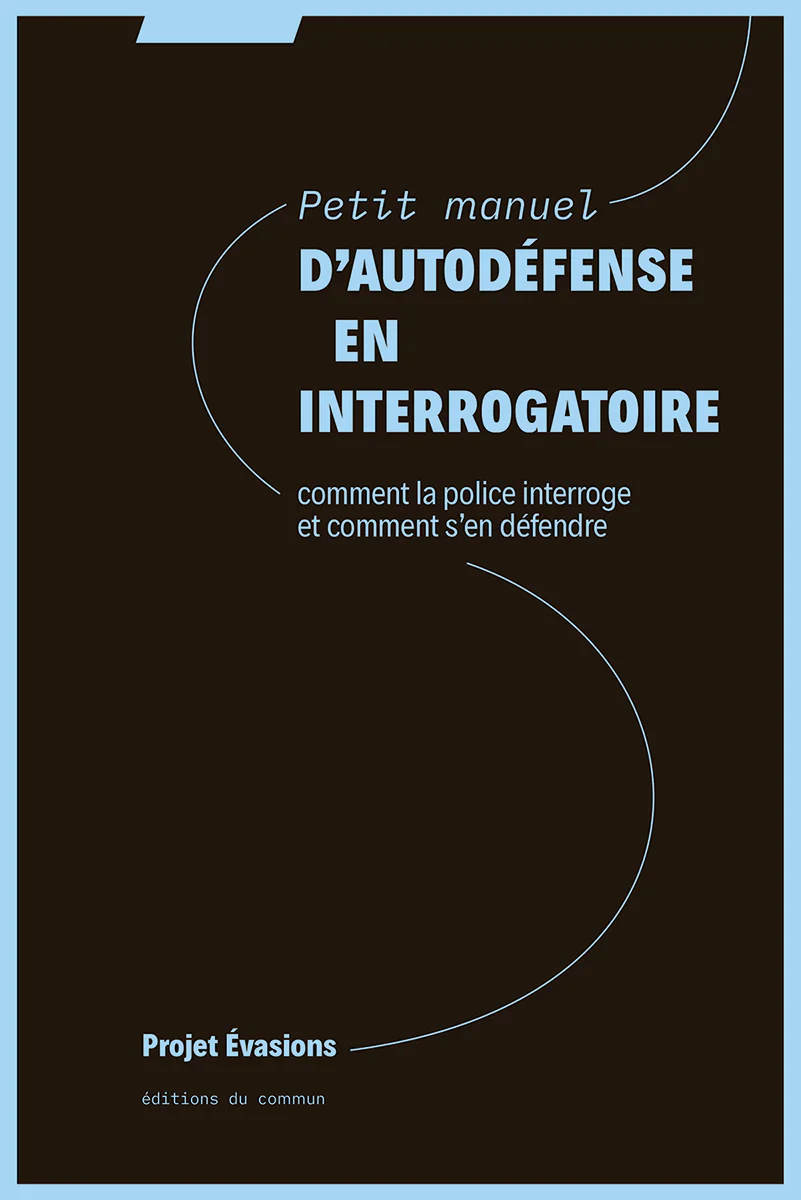 Petit manuel
D’AUTODÉFENSE
EN
INTERROGATOIRE
comment la police interroge
et comment s’en défendre
Projet Évasions
éditions du commun